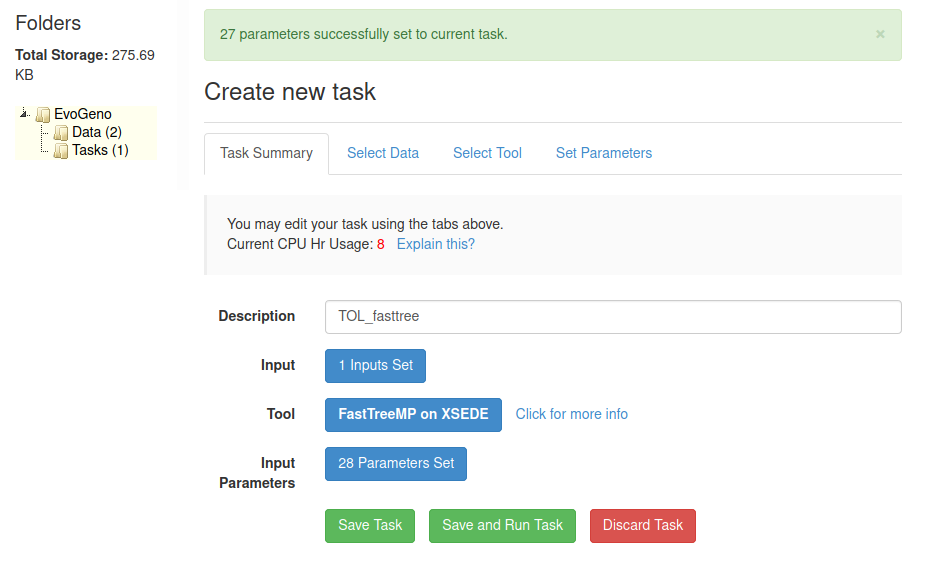 Folders
Total Storage: 275.69
KB
EvoGeno
Data (2)
Tasks (1)
27 parameters successfully set to current task.
×
Create new task
Task Summary
Select Data
Select Tool
Set Parameters
You may edit your task using the tabs above.
Current CPU Hr Usage: 8 Explain this?
Description
TOL_fasttree
Input
1 Inputs Set
Tool
FastTreeMP on XSEDE
Click for more info
Input
Parameters
28 Parameters Set
Save Task
Save and Run Task
Discard Task